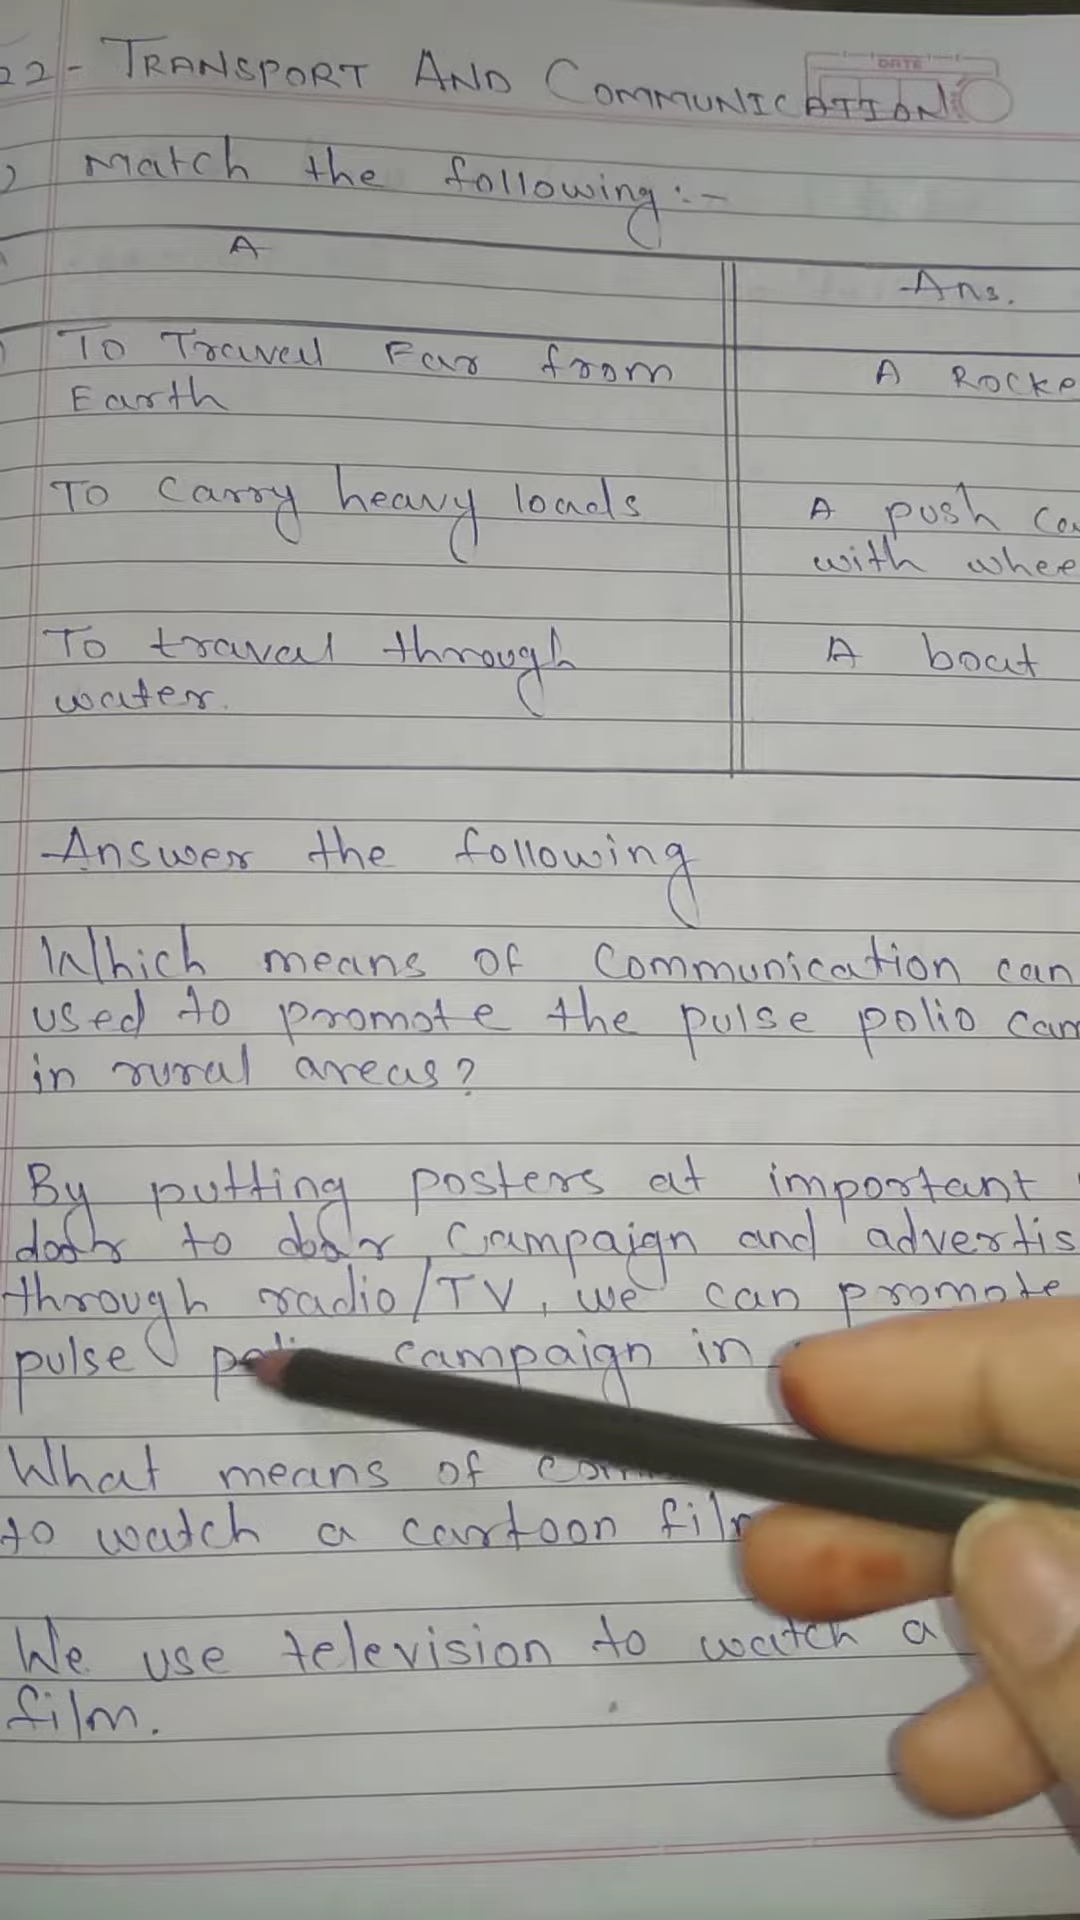 22- TRANSPORT AND COMMUNICATION
DATE
Match the following :-
A
Ans.
To Travel Far from
Earth
A Rocke
To carry heavy loads
A push ca
with whee
To traval through
water.
A boat
Answer the following
Which means of communication can
used to promote the pulse polio cam
in rural areas?
By putting posters at important
door to door campaign and advertis
through radio/TV, we can promote
pulse campaign in
What means of
to watch a cartoon
We use television to watch a
film.